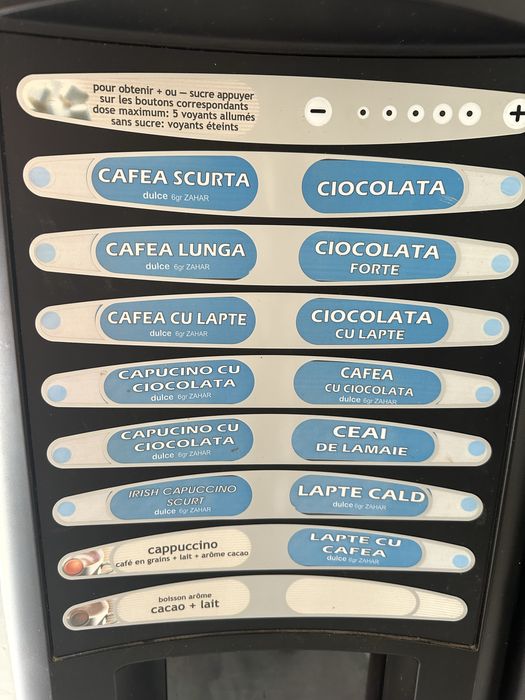 pour obtenir + ou — sucre appuyer
sur les boutons correspondants
dose maximum: 5 voyants allumés
sans sucre: voyants éteints
− +
CAFEA SCURTA
dulce 6gr ZAHAR
CIOCOLATA
CAFEA LUNGA
dulce 6gr ZAHAR
CIOCOLATA
FORTE
CAFEA CU LAPTE
dulce 6gr ZAHAR
CIOCOLATA
CU LAPTE
CAPUCINO CU
CIOCOLATA
dulce 6gr ZAHAR
CAFEA
CU CIOCOLATA
dulce 6gr ZAHAR
CAPUCINO CU
CIOCOLATA
dulce 6gr ZAHAR
CEAI
DE LAMAIE
IRISH CAPUCCINO
SCURT
dulce 6gr ZAHAR
LAPTE CALD
dulce 6gr ZAHAR
cappuccino
café en grains + lait + arôme cacao
LAPTE CU
CAFEA
dulce 6gr ZAHAR
boisson arôme
cacao + lait